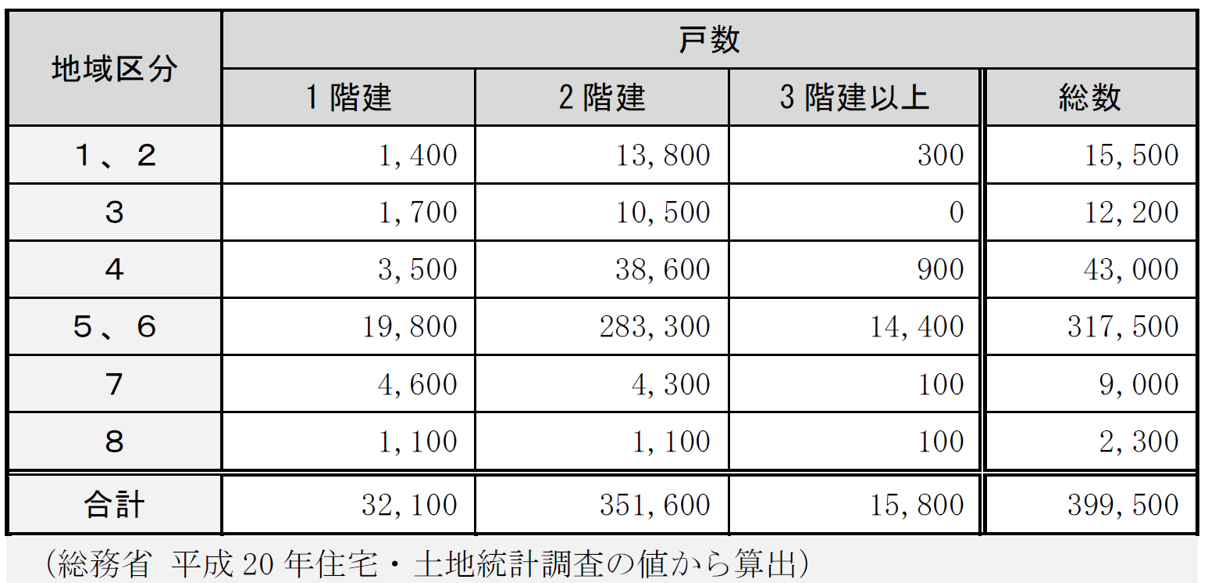 地域区分 戸数
1階建 2階建 3階建以上 総数
1、2 1,400 13,800 300 15,500
3 1,700 10,500 0 12,200
4 3,500 38,600 900 43,000
5、6 19,800 283,300 14,400 317,500
7 4,600 4,300 100 9,000
8 1,100 1,100 100 2,300
合計 32,100 351,600 15,800 399,500
(総務省 平成20年住宅・土地統計調査の値から算出)